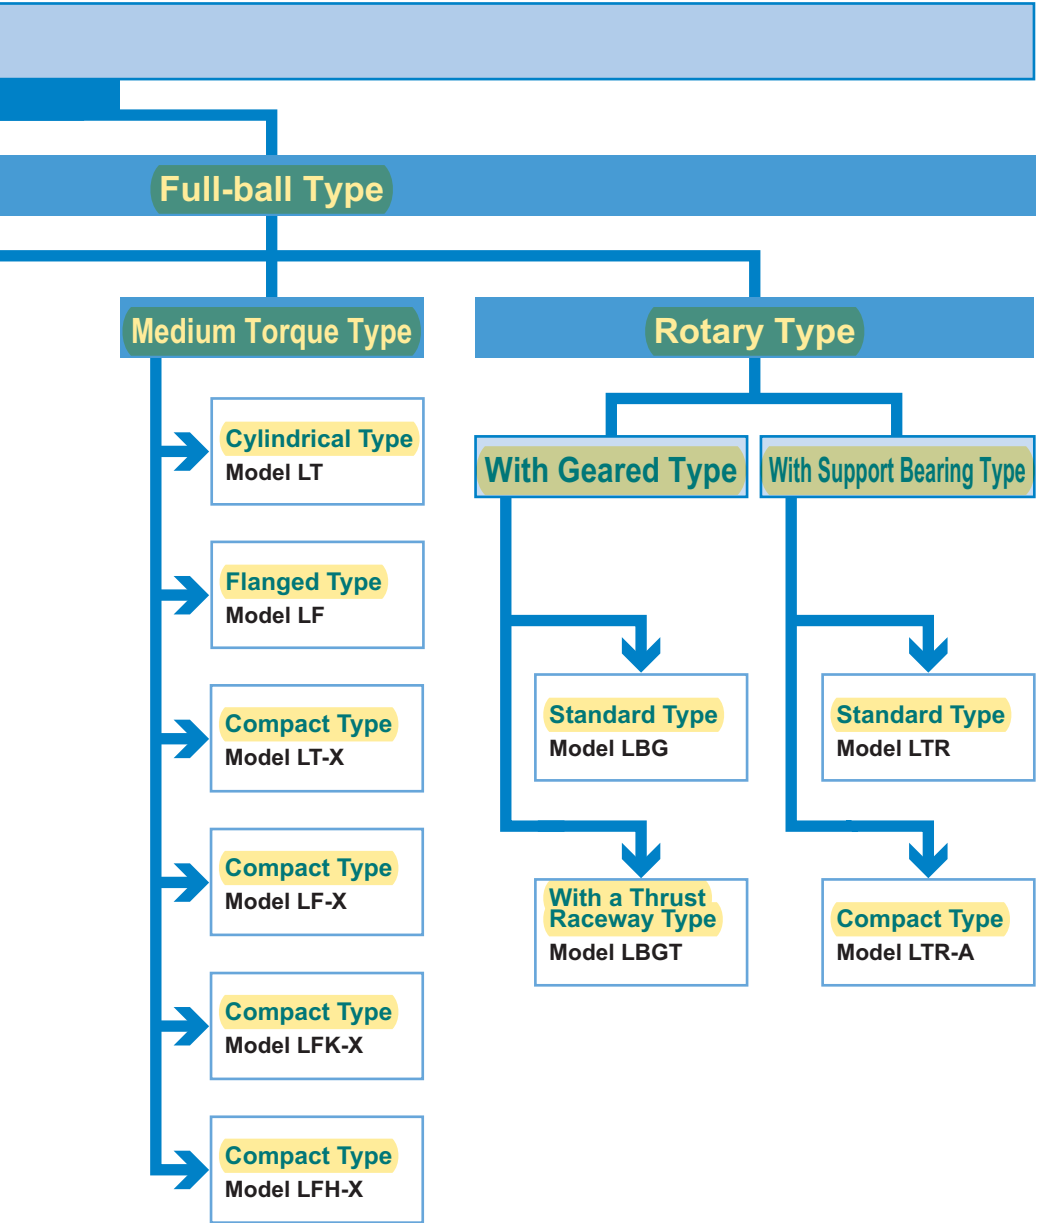 Full-ball Type
Medium Torque Type
Rotary Type
Cylindrical Type
Model LT
Flanged Type
Model LF
Compact Type
Model LT-X
Compact Type
Model LF-X
Compact Type
Model LFK-X
Compact Type
Model LFH-X
With Geared Type
With Support Bearing Type
Standard Type
Model LBG
With a Thrust
Raceway Type
Model LBGT
Standard Type
Model LTR
Compact Type
Model LTR-A